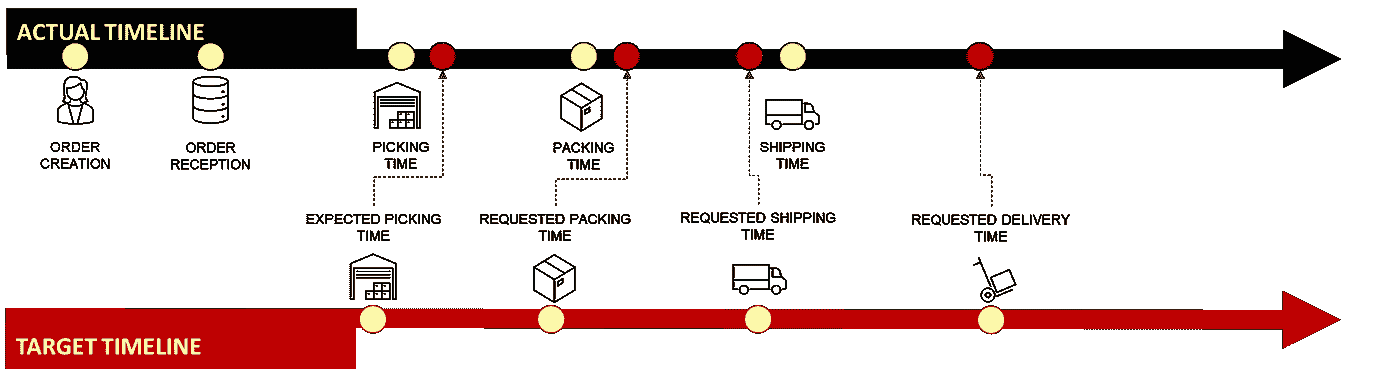 ACTUAL TIMELINE
ORDER
CREATION
ORDER
RECEPTION
PICKING
TIME
PACKING
TIME
SHIPPING
TIME
EXPECTED PICKING
TIME
REQUESTED PACKING
TIME
REQUESTED SHIPPING
TIME
REQUESTED DELIVERY
TIME
TARGET TIMELINE